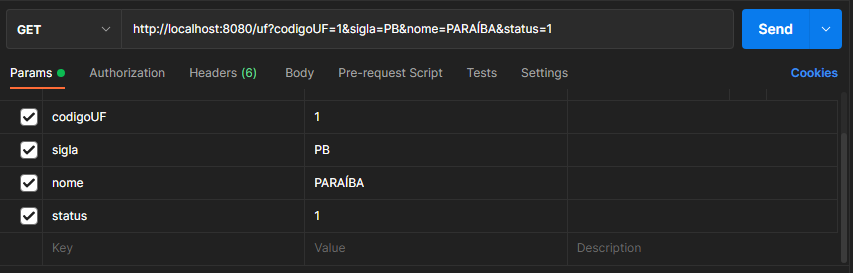 GET http://localhost:8080/uf?codigoUF=1&sigla=PB&nome=PARAÍBA&status=1 Send
Params Authorization Headers (6) Body Pre-request Script Tests Settings Cookies
codigoUF 1
sigla PB
nome PARAÍBA
status 1
Key Value Description